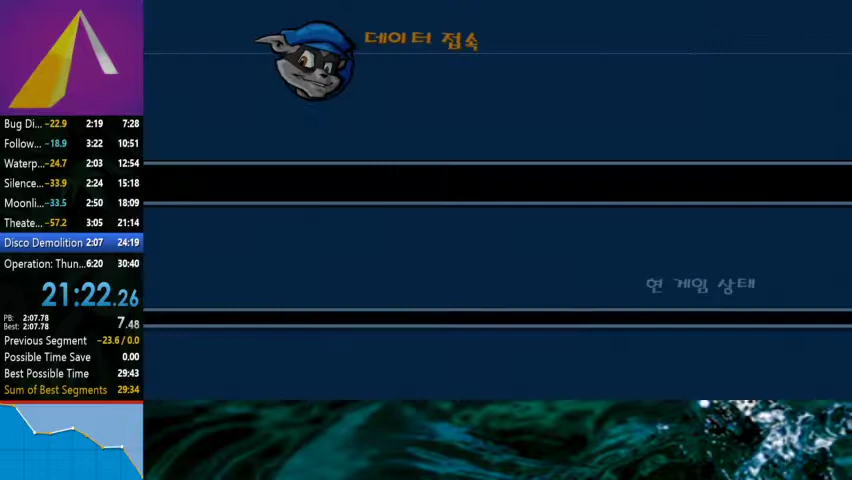 데이터 접속
Bug Di... −22.9 2:19 7:28
Follow... −18.9 3:22 10:51
Waterp... −24.7 2:03 12:54
Silence... −33.9 2:24 15:18
Moonli... −33.5 2:50 18:09
Theate... −57.2 3:05 21:14
Disco Demolition 2:07 24:19
Operation: Thun... 6:20 30:40
현 게임 상태
21:22.26
PB: 2:07.78
Best: 2:07.78
7.48
Previous Segment −23.6 / 0.0
Possible Time Save 0.00
Best Possible Time 29:43
Sum of Best Segments 29:34